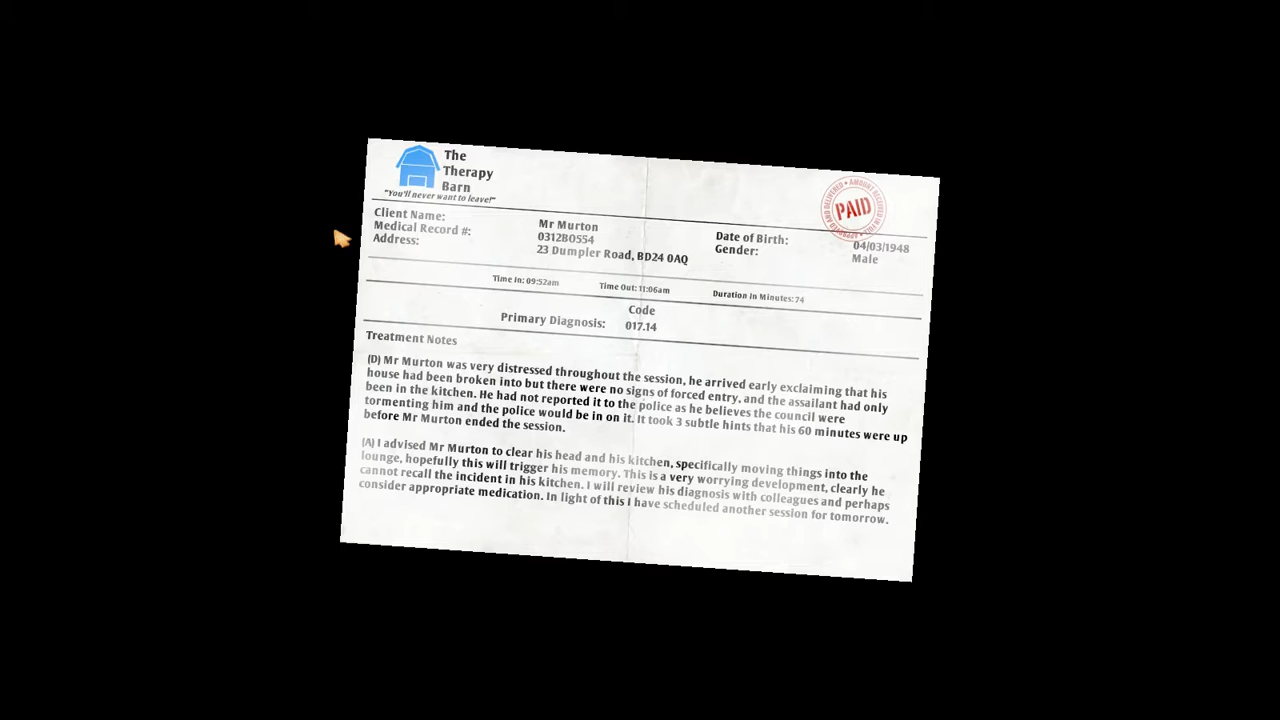 The
Therapy
Barn
"You'll never want to leave!"
PAID
Client Name: Mr Murton Date of Birth: 04/03/1948
Medical Record #: 0312B0554 Gender: Male
Address: 23 Dumpler Road, BD24 0AQ
Time In: 09:52am Time Out: 11:06am Duration In Minutes: 74
Code
Primary Diagnosis: 017.14
Treatment Notes
(D) Mr Murton was very distressed throughout the session, he arrived early exclaiming that his
house had been broken into but there were no signs of forced entry, and the assailant had only
been in the kitchen. He had not reported it to the police as he believes the council were
tormenting him and the police would be in on it. It took 3 subtle hints that his 60 minutes were up
before Mr Murton ended the session.
(A) I advised Mr Murton to clear his head and his kitchen, specifically moving things into the
lounge, hopefully this will trigger his memory. This is a very worrying development, clearly he
cannot recall the incident in his kitchen. I will review his diagnosis with colleagues and perhaps
consider appropriate medication. In light of this I have scheduled another session for tomorrow.